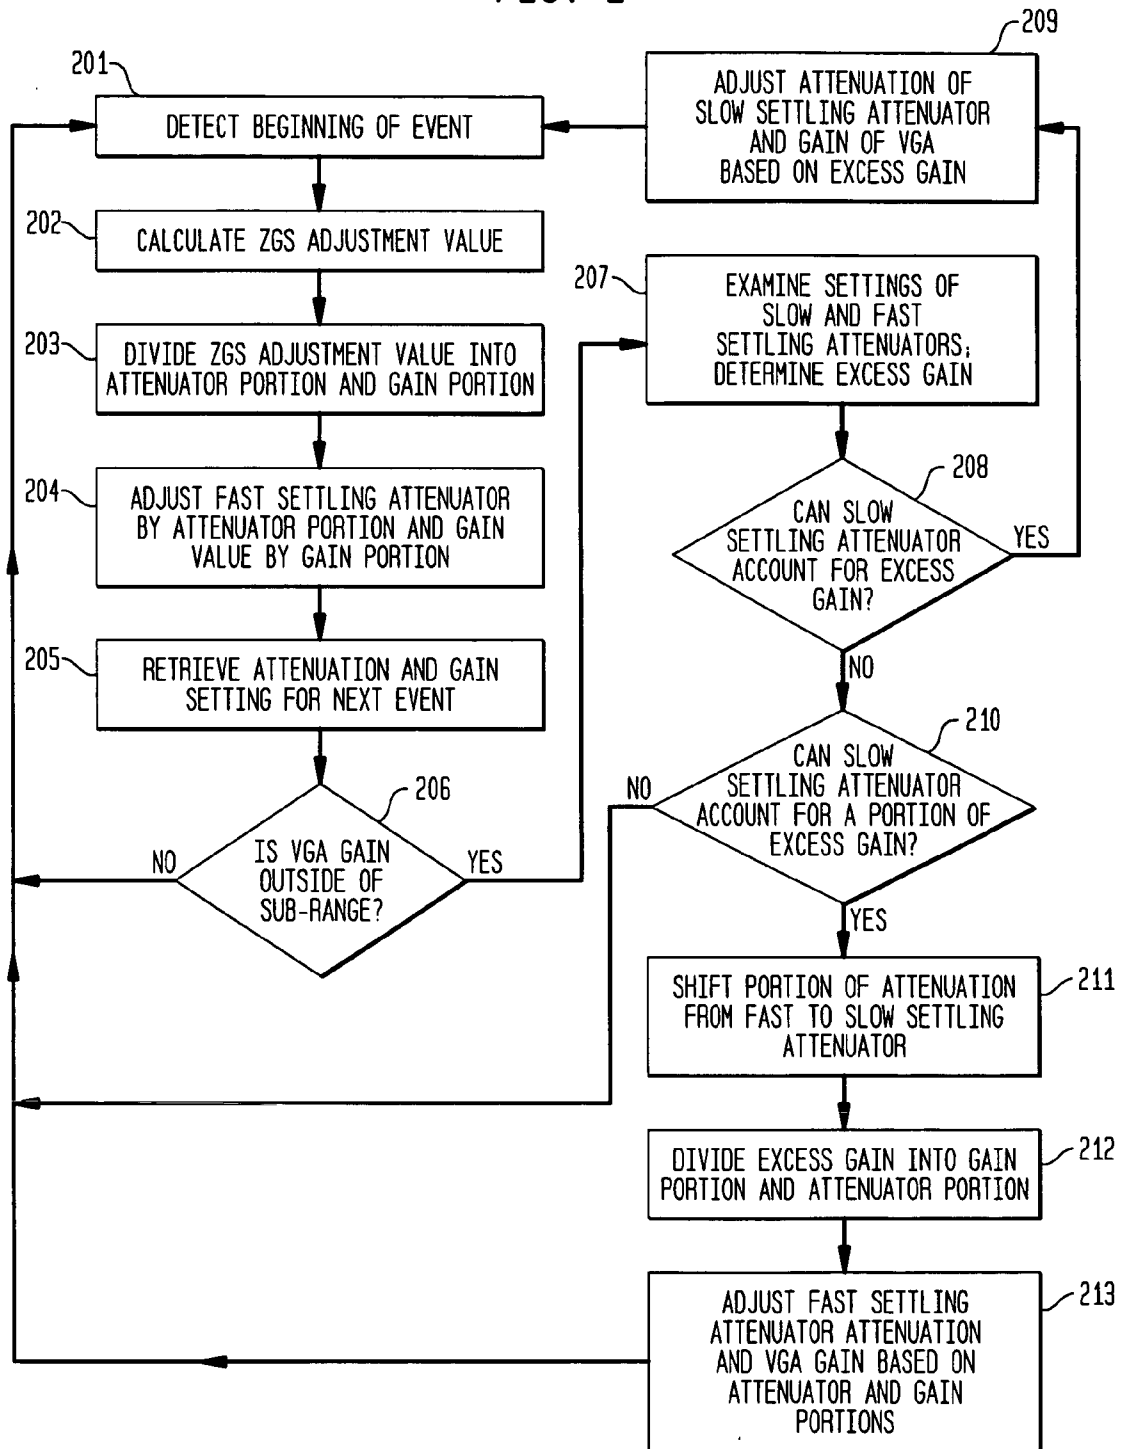 201
DETECT BEGINNING OF EVENT
202
CALCULATE ZGS ADJUSTMENT VALUE
203
DIVIDE ZGS ADJUSTMENT VALUE INTO
ATTENUATOR PORTION AND GAIN PORTION
204
ADJUST FAST SETTLING ATTENUATOR
BY ATTENUATOR PORTION AND GAIN
VALUE BY GAIN PORTION
205
RETRIEVE ATTENUATION AND GAIN
SETTING FOR NEXT EVENT
206
IS VGA GAIN
OUTSIDE OF
SUB-RANGE?
NO
YES
207
EXAMINE SETTINGS OF
SLOW AND FAST
SETTLING ATTENUATORS;
DETERMINE EXCESS GAIN
208
CAN SLOW
SETTLING ATTENUATOR
ACCOUNT FOR EXCESS
GAIN?
YES
NO
209
ADJUST ATTENUATION OF
SLOW SETTLING ATTENUATOR
AND GAIN OF VGA
BASED ON EXCESS GAIN
210
CAN SLOW
SETTLING ATTENUATOR
ACCOUNT FOR A PORTION OF
EXCESS GAIN?
NO
YES
211
SHIFT PORTION OF ATTENUATION
FROM FAST TO SLOW SETTLING
ATTENUATOR
212
DIVIDE EXCESS GAIN INTO GAIN
PORTION AND ATTENUATOR PORTION
213
ADJUST FAST SETTLING
ATTENUATOR ATTENUATION
AND VGA GAIN BASED ON
ATTENUATOR AND GAIN
PORTIONS